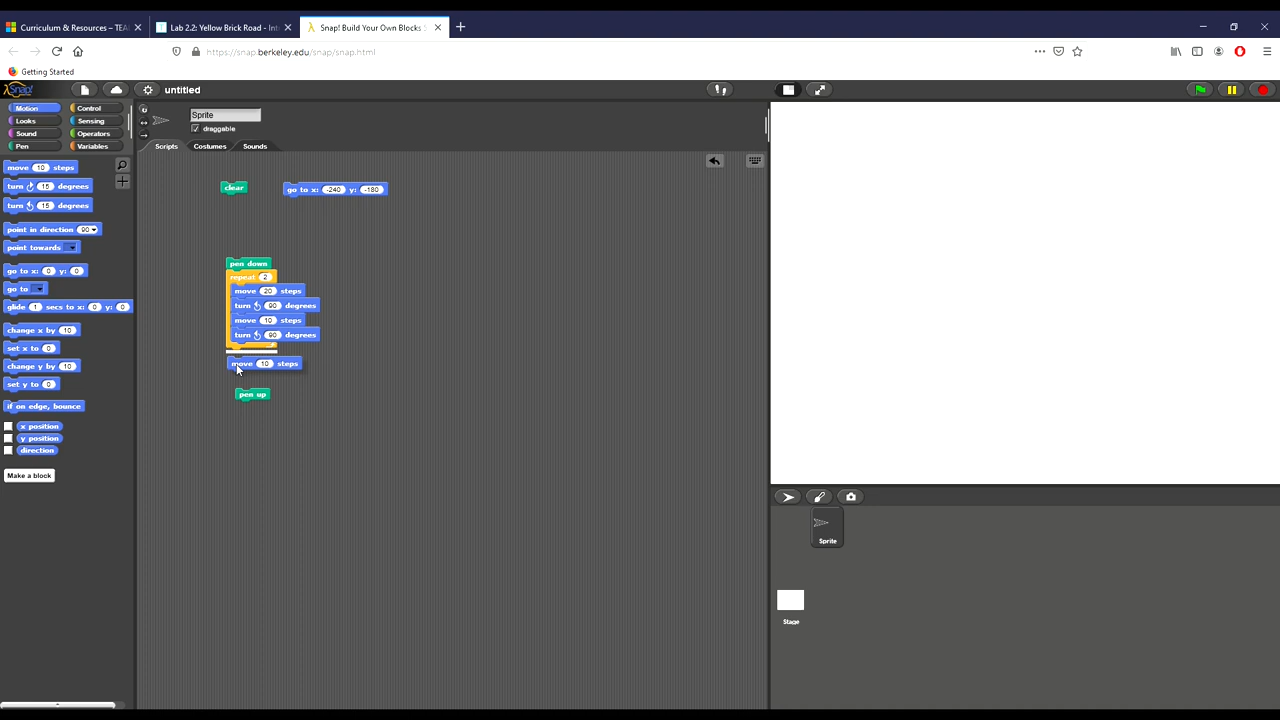 Curriculum & Resources – TEA
Lab 2.2: Yellow Brick Road - Int
Snap! Build Your Own Blocks
https://snap.berkeley.edu/snap/snap.html
Getting Started
Snap!
untitled
Motion
Control
Looks
Sensing
Sound
Operators
Pen
Variables
Sprite
draggable
Scripts
Costumes
Sounds
move 10 steps
turn 15 degrees
turn 15 degrees
point in direction 90
point towards
go to x: 0 y: 0
go to
glide 1 secs to x: 0 y: 0
change x by 10
set x to 0
change y by 10
set y to 0
if on edge, bounce
x position
y position
direction
Make a block
clear
go to x: -240 y: -180
pen down
repeat 2
move 20 steps
turn 90 degrees
move 10 steps
turn 90 degrees
move 10 steps
pen up
Sprite
Stage